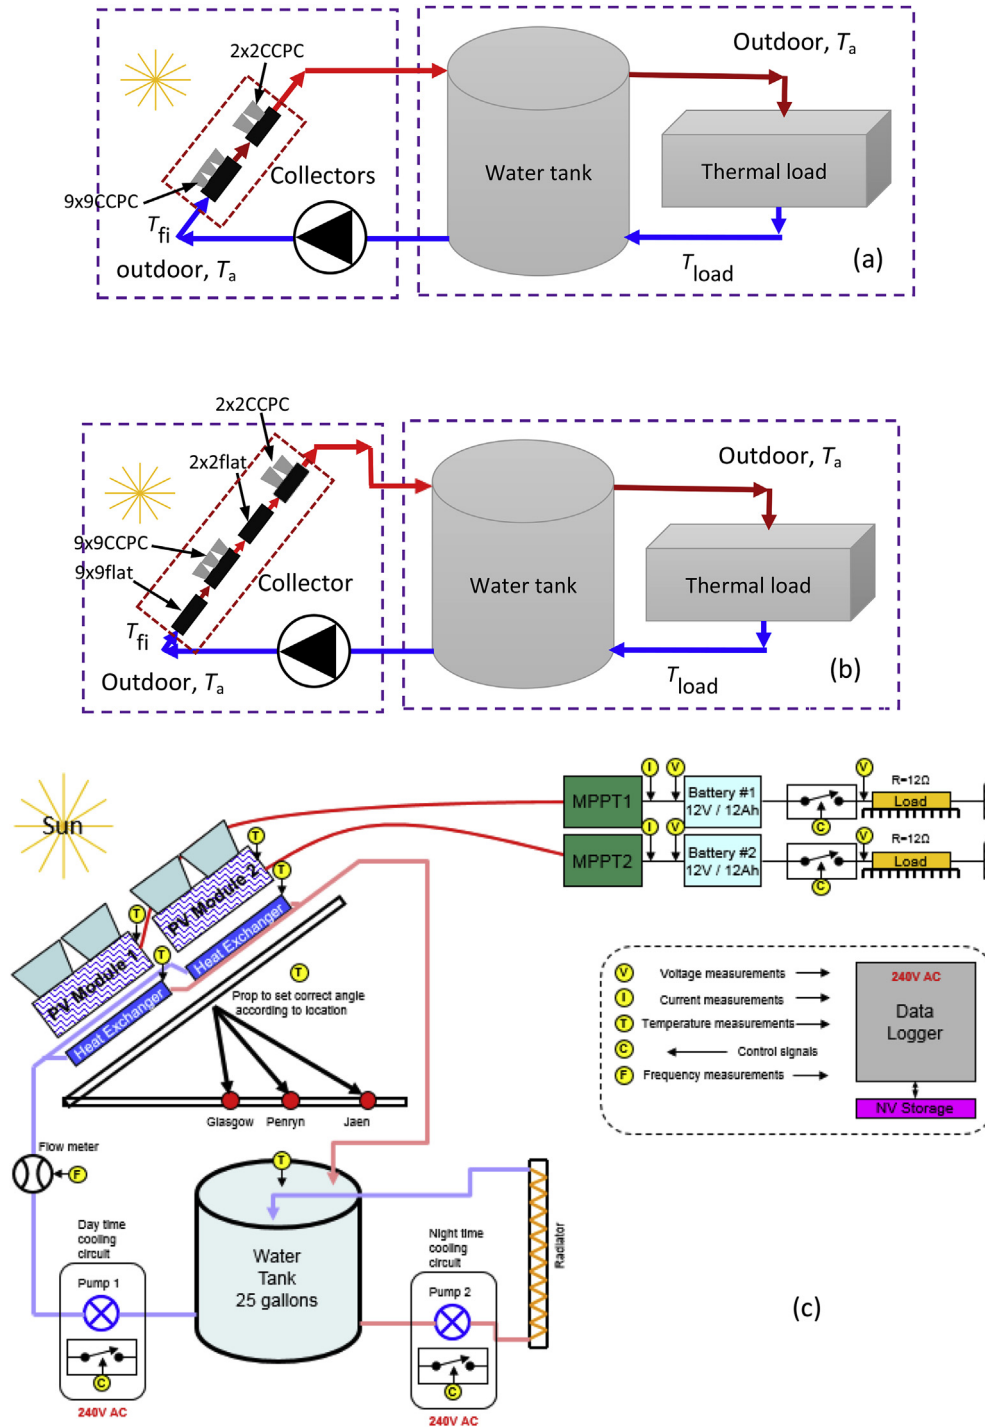 2x2CCPC
Outdoor, Ta
9x9CCPC
Collectors
Water tank
Thermal load
Tfi
outdoor, Ta
Tload
(a)
2x2CCPC
2x2flat
Outdoor, Ta
9x9CCPC
9x9flat
Collector
Water tank
Thermal load
Tfi
Outdoor, Ta
Tload
(b)
Sun
PV Module 1
PV Module 2
Heat Exchanger
Heat Exchanger
T
T
T
T
T
Prop to set correct angle
according to location
Glasgow
Penryn
Jaen
MPPT1
I
V
Battery #1
12V / 12Ah
C
V
R=12Ω
Load
MPPT2
I
V
Battery #2
12V / 12Ah
C
V
R=12Ω
Load
V
Voltage measurements
I
Current measurements
T
Temperature measurements
C
Control signals
F
Frequency measurements
240V AC
Data
Logger
NV Storage
Flow meter
F
T
Water
Tank
25 gallons
Day time
cooling
circuit
Pump 1
C
240V AC
Night time
cooling
circuit
Pump 2
C
240V AC
Radiator
(c)